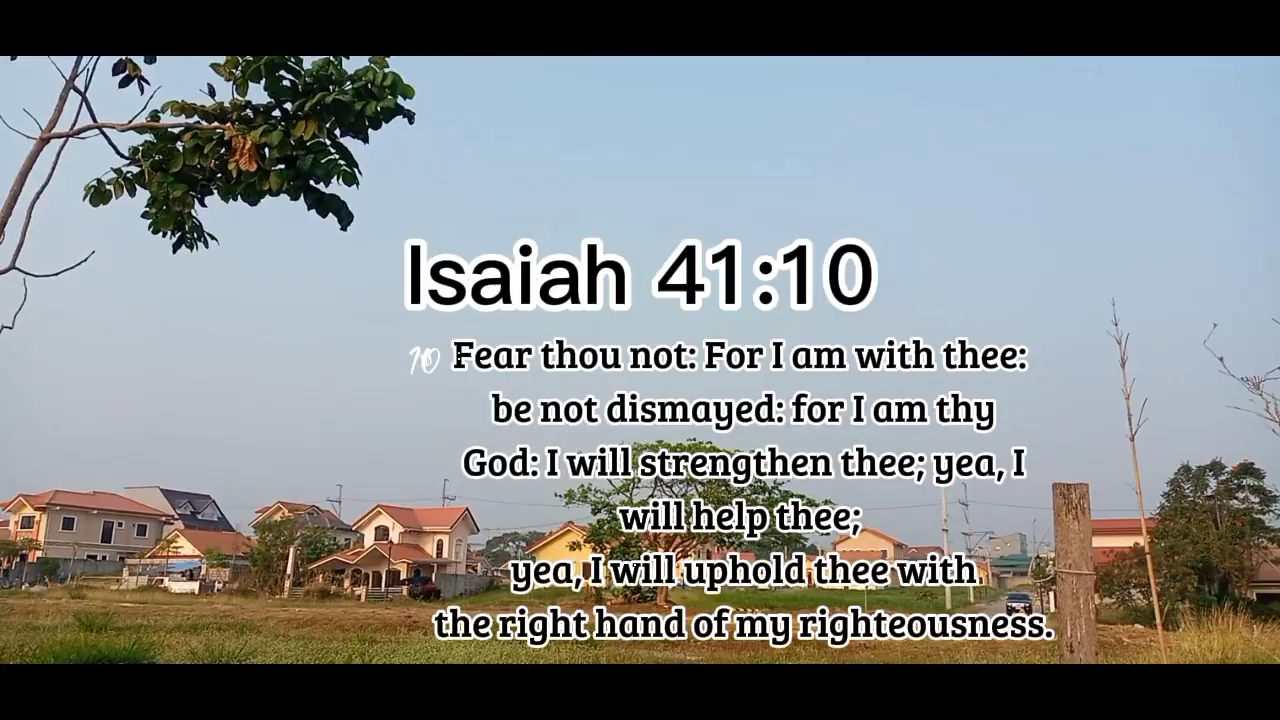 Isaiah 41:10
10 Fear thou not: For I am with thee:
be not dismayed: for I am thy
God: I will strengthen thee; yea, I
will help thee;
yea, I will uphold thee with
the right hand of my righteousness.